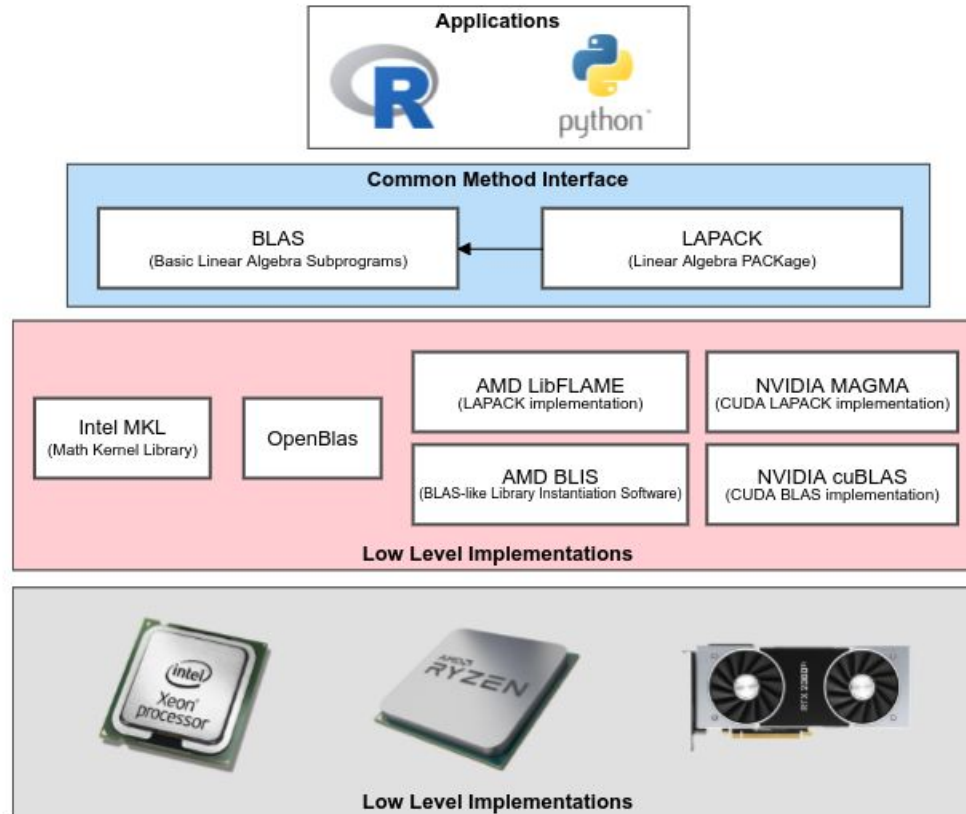 Applications
R
python™
Common Method Interface
BLAS
(Basic Linear Algebra Subprograms)
LAPACK
(Linear Algebra PACKage)
Intel MKL
(Math Kernel Library)
OpenBlas
AMD LibFLAME
(LAPACK implementation)
NVIDIA MAGMA
(CUDA LAPACK implementation)
AMD BLIS
(BLAS-like Library Instantiation Software)
NVIDIA cuBLAS
(CUDA BLAS implementation)
Low Level Implementations
intel
Xeon®
processor
AMD
RYZEN
RTX 2080Ti
Low Level Implementations